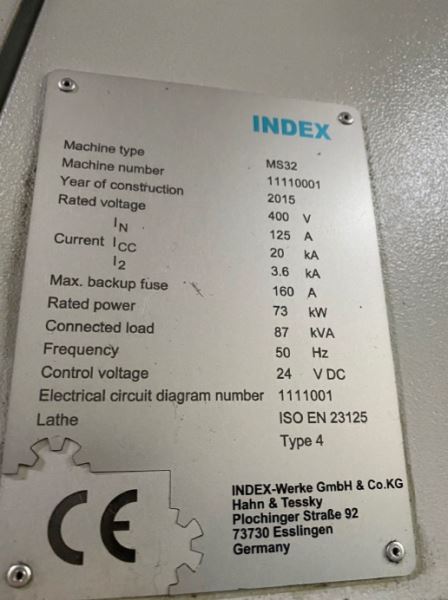 INDEX
Machine type MS32
Machine number 11110001
Year of construction 2015
Rated voltage 400 V
Current IN 125 A
ICC 20 kA
I2 3.6 kA
Max. backup fuse 160 A
Rated power 73 kW
Connected load 87 kVA
Frequency 50 Hz
Control voltage 24 V DC
Electrical circuit diagram number 1111001
Lathe ISO EN 23125
Type 4
CE
INDEX-Werke GmbH & Co.KG
Hahn & Tessky
Plochinger Straße 92
73730 Esslingen
Germany